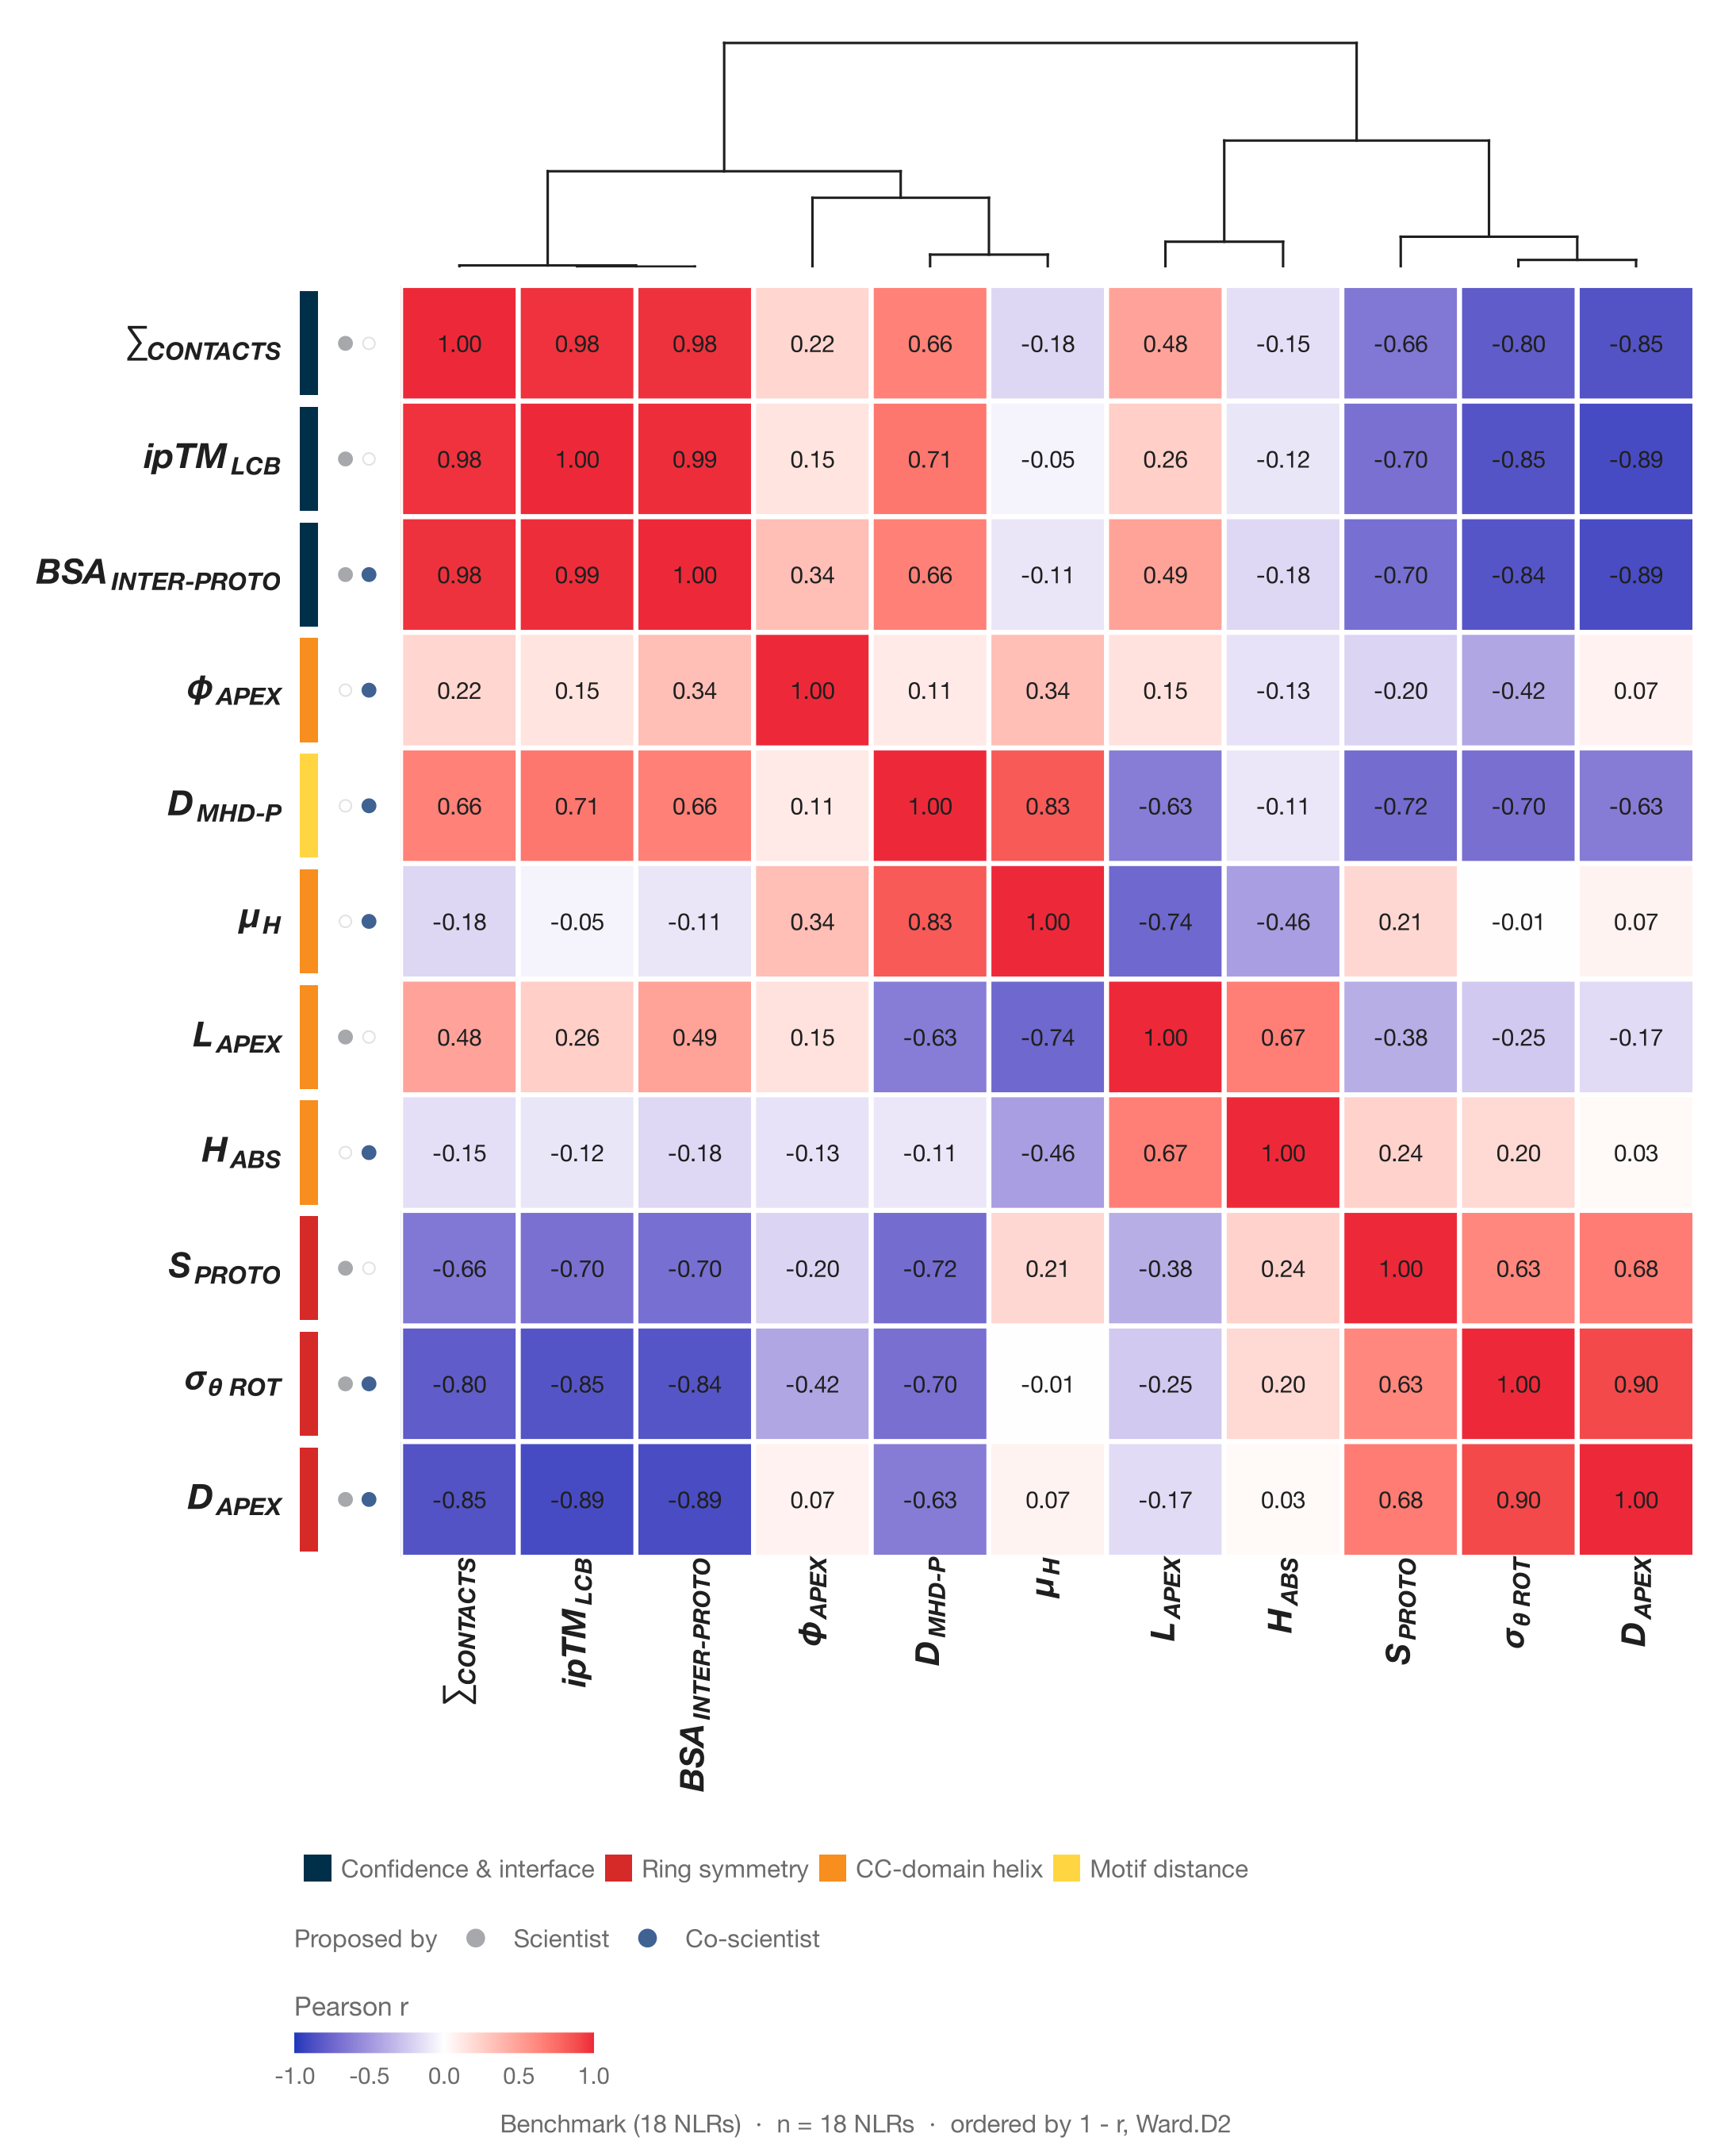 ∑CONTACTS 1.00 0.98 0.98 0.22 0.66 -0.18 0.48 -0.15 -0.66 -0.80 -0.85
ipTM LCB 0.98 1.00 0.99 0.15 0.71 -0.05 0.26 -0.12 -0.70 -0.85 -0.89
BSA INTER-PROTO 0.98 0.99 1.00 0.34 0.66 -0.11 0.49 -0.18 -0.70 -0.84 -0.89
ϕ APEX 0.22 0.15 0.34 1.00 0.11 0.34 0.15 -0.13 -0.20 -0.42 0.07
D MHD-P 0.66 0.71 0.66 0.11 1.00 0.83 -0.63 -0.11 -0.72 -0.70 -0.63
μ H -0.18 -0.05 -0.11 0.34 0.83 1.00 -0.74 -0.46 0.21 -0.01 0.07
L APEX 0.48 0.26 0.49 0.15 -0.63 -0.74 1.00 0.67 -0.38 -0.25 -0.17
H ABS -0.15 -0.12 -0.18 -0.13 -0.11 -0.46 0.67 1.00 0.24 0.20 0.03
S PROTO -0.66 -0.70 -0.70 -0.20 -0.72 0.21 -0.38 0.24 1.00 0.63 0.68
σ θ ROT -0.80 -0.85 -0.84 -0.42 -0.70 -0.01 -0.25 0.20 0.63 1.00 0.90
D APEX -0.85 -0.89 -0.89 0.07 -0.63 0.07 -0.17 0.03 0.68 0.90 1.00
∑CONTACTS
ipTM LCB
BSA INTER-PROTO
ϕ APEX
D MHD-P
μ H
L APEX
H ABS
S PROTO
σ θ ROT
D APEX
Confidence & interface Ring symmetry CC-domain helix Motif distance
Proposed by Scientist Co-scientist
Pearson r
-1.0 -0.5 0.0 0.5 1.0
Benchmark (18 NLRs) · n = 18 NLRs · ordered by 1 - r, Ward.D2